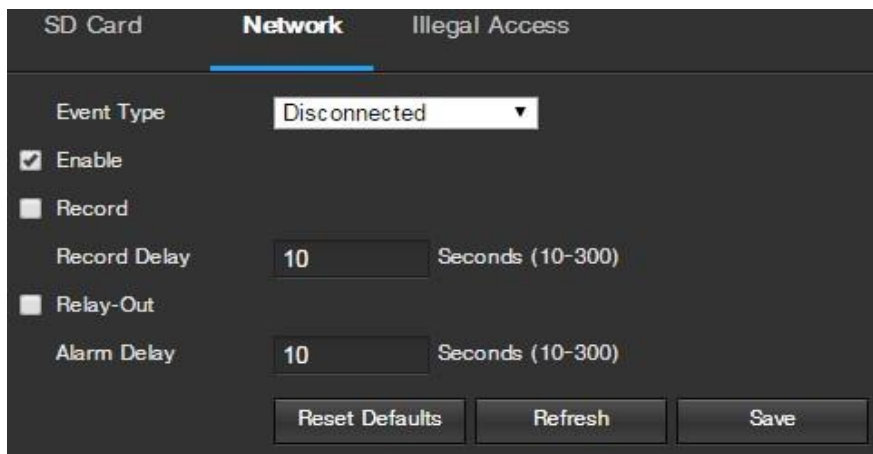 SD Card Network Illegal Access
Event Type Disconnected
Enable
Record
Record Delay 10 Seconds (10-300)
Relay-Out
Alarm Delay 10 Seconds (10-300)
Reset Defaults Refresh Save